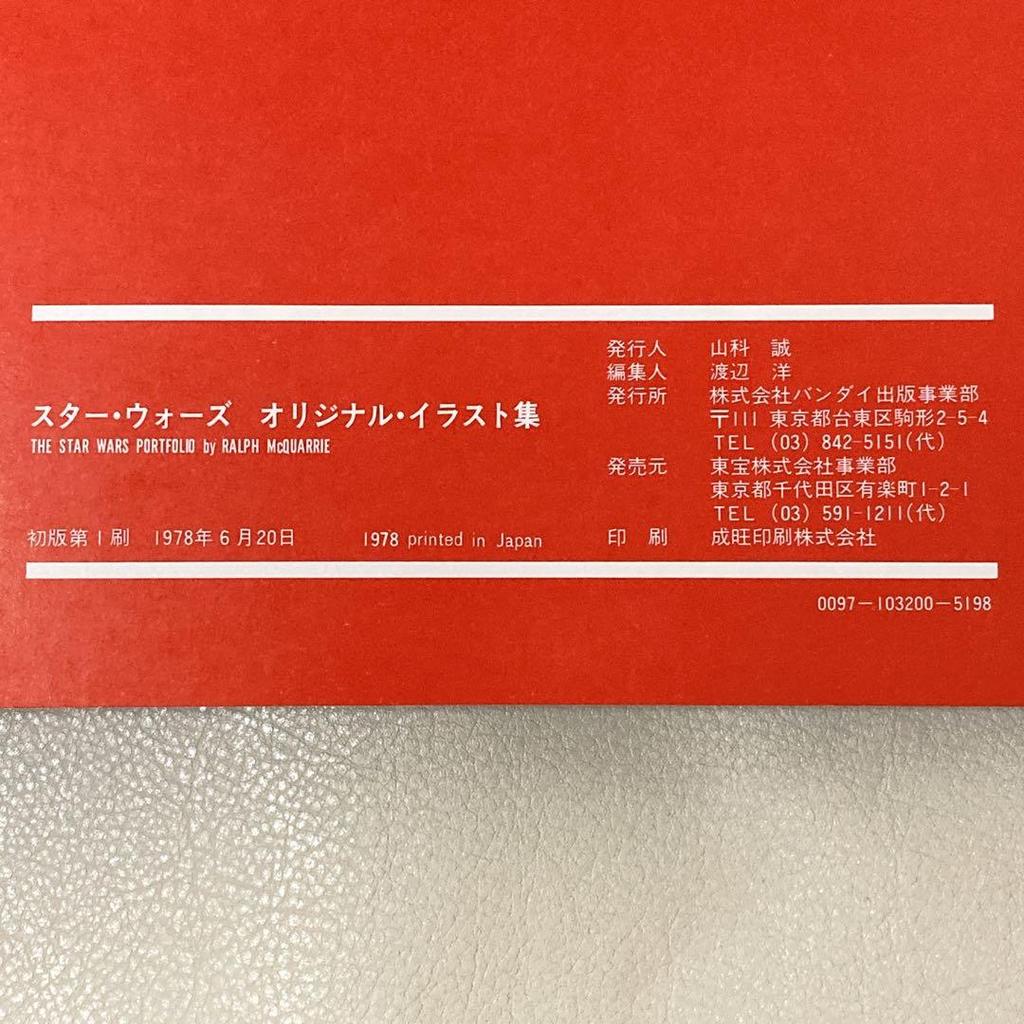 スター・ウォーズ　オリジナル・イラスト集
THE STAR WARS PORTFOLIO by RALPH McQUARRIE
初版第1刷　1978年6月20日　1978 printed in Japan
発行人　山科　誠
編集人　渡辺　洋
発行所　株式会社バンダイ出版事業部
〒111 東京都台東区駒形2-5-4
TEL (03) 842-5151(代)
発売元　東宝株式会社事業部
東京都千代田区有楽町1-2-1
TEL (03) 591-1211(代)
印　刷　成旺印刷株式会社
0097-103200-5198